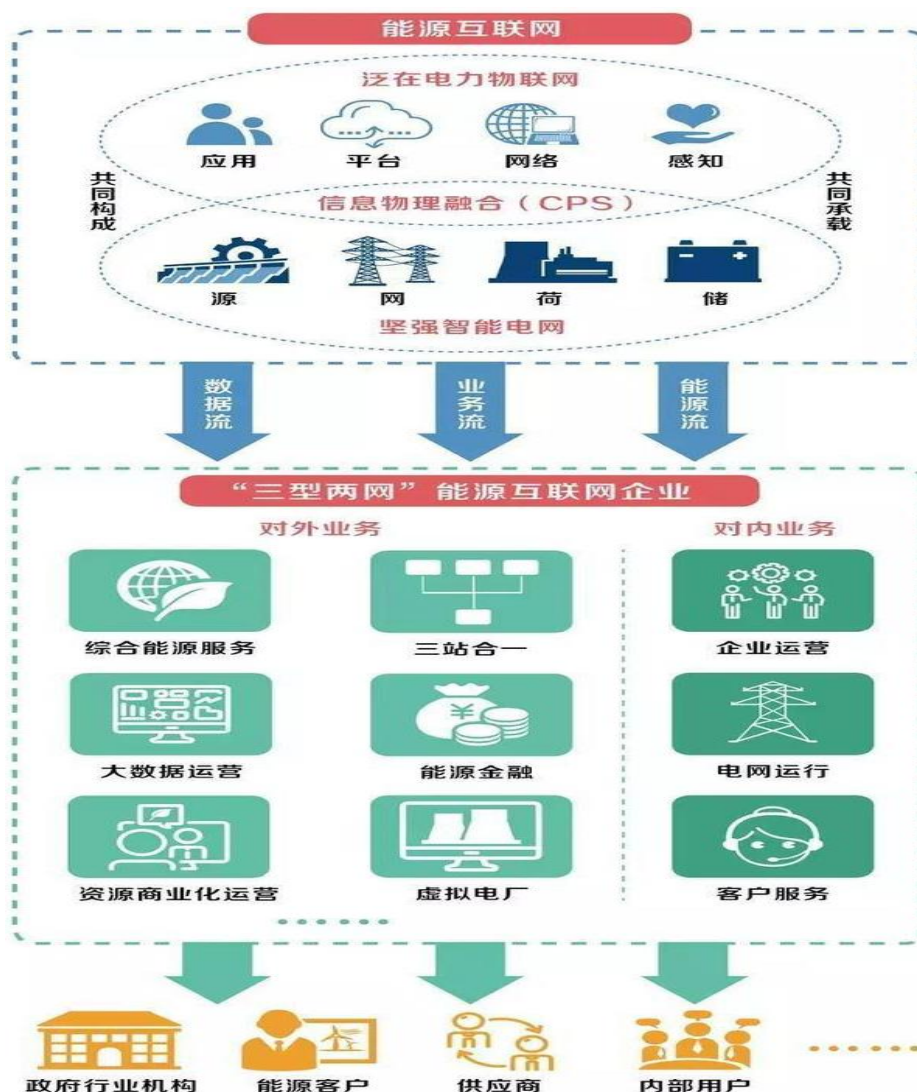 能源互联网
泛在电力物联网
应用 平台 网络 感知
共同构成
共同承载
信息物理融合（CPS）
源 网 荷 储
坚强智能电网
数据流 业务流 能源流
“三型两网”能源互联网企业
对外业务 对内业务
综合能源服务 三站合一 企业运营
¥
大数据运营 能源金融 电网运行
资源商业化运营 虚拟电厂 客户服务
政府行业机构 能源客户 供应商 内部用户